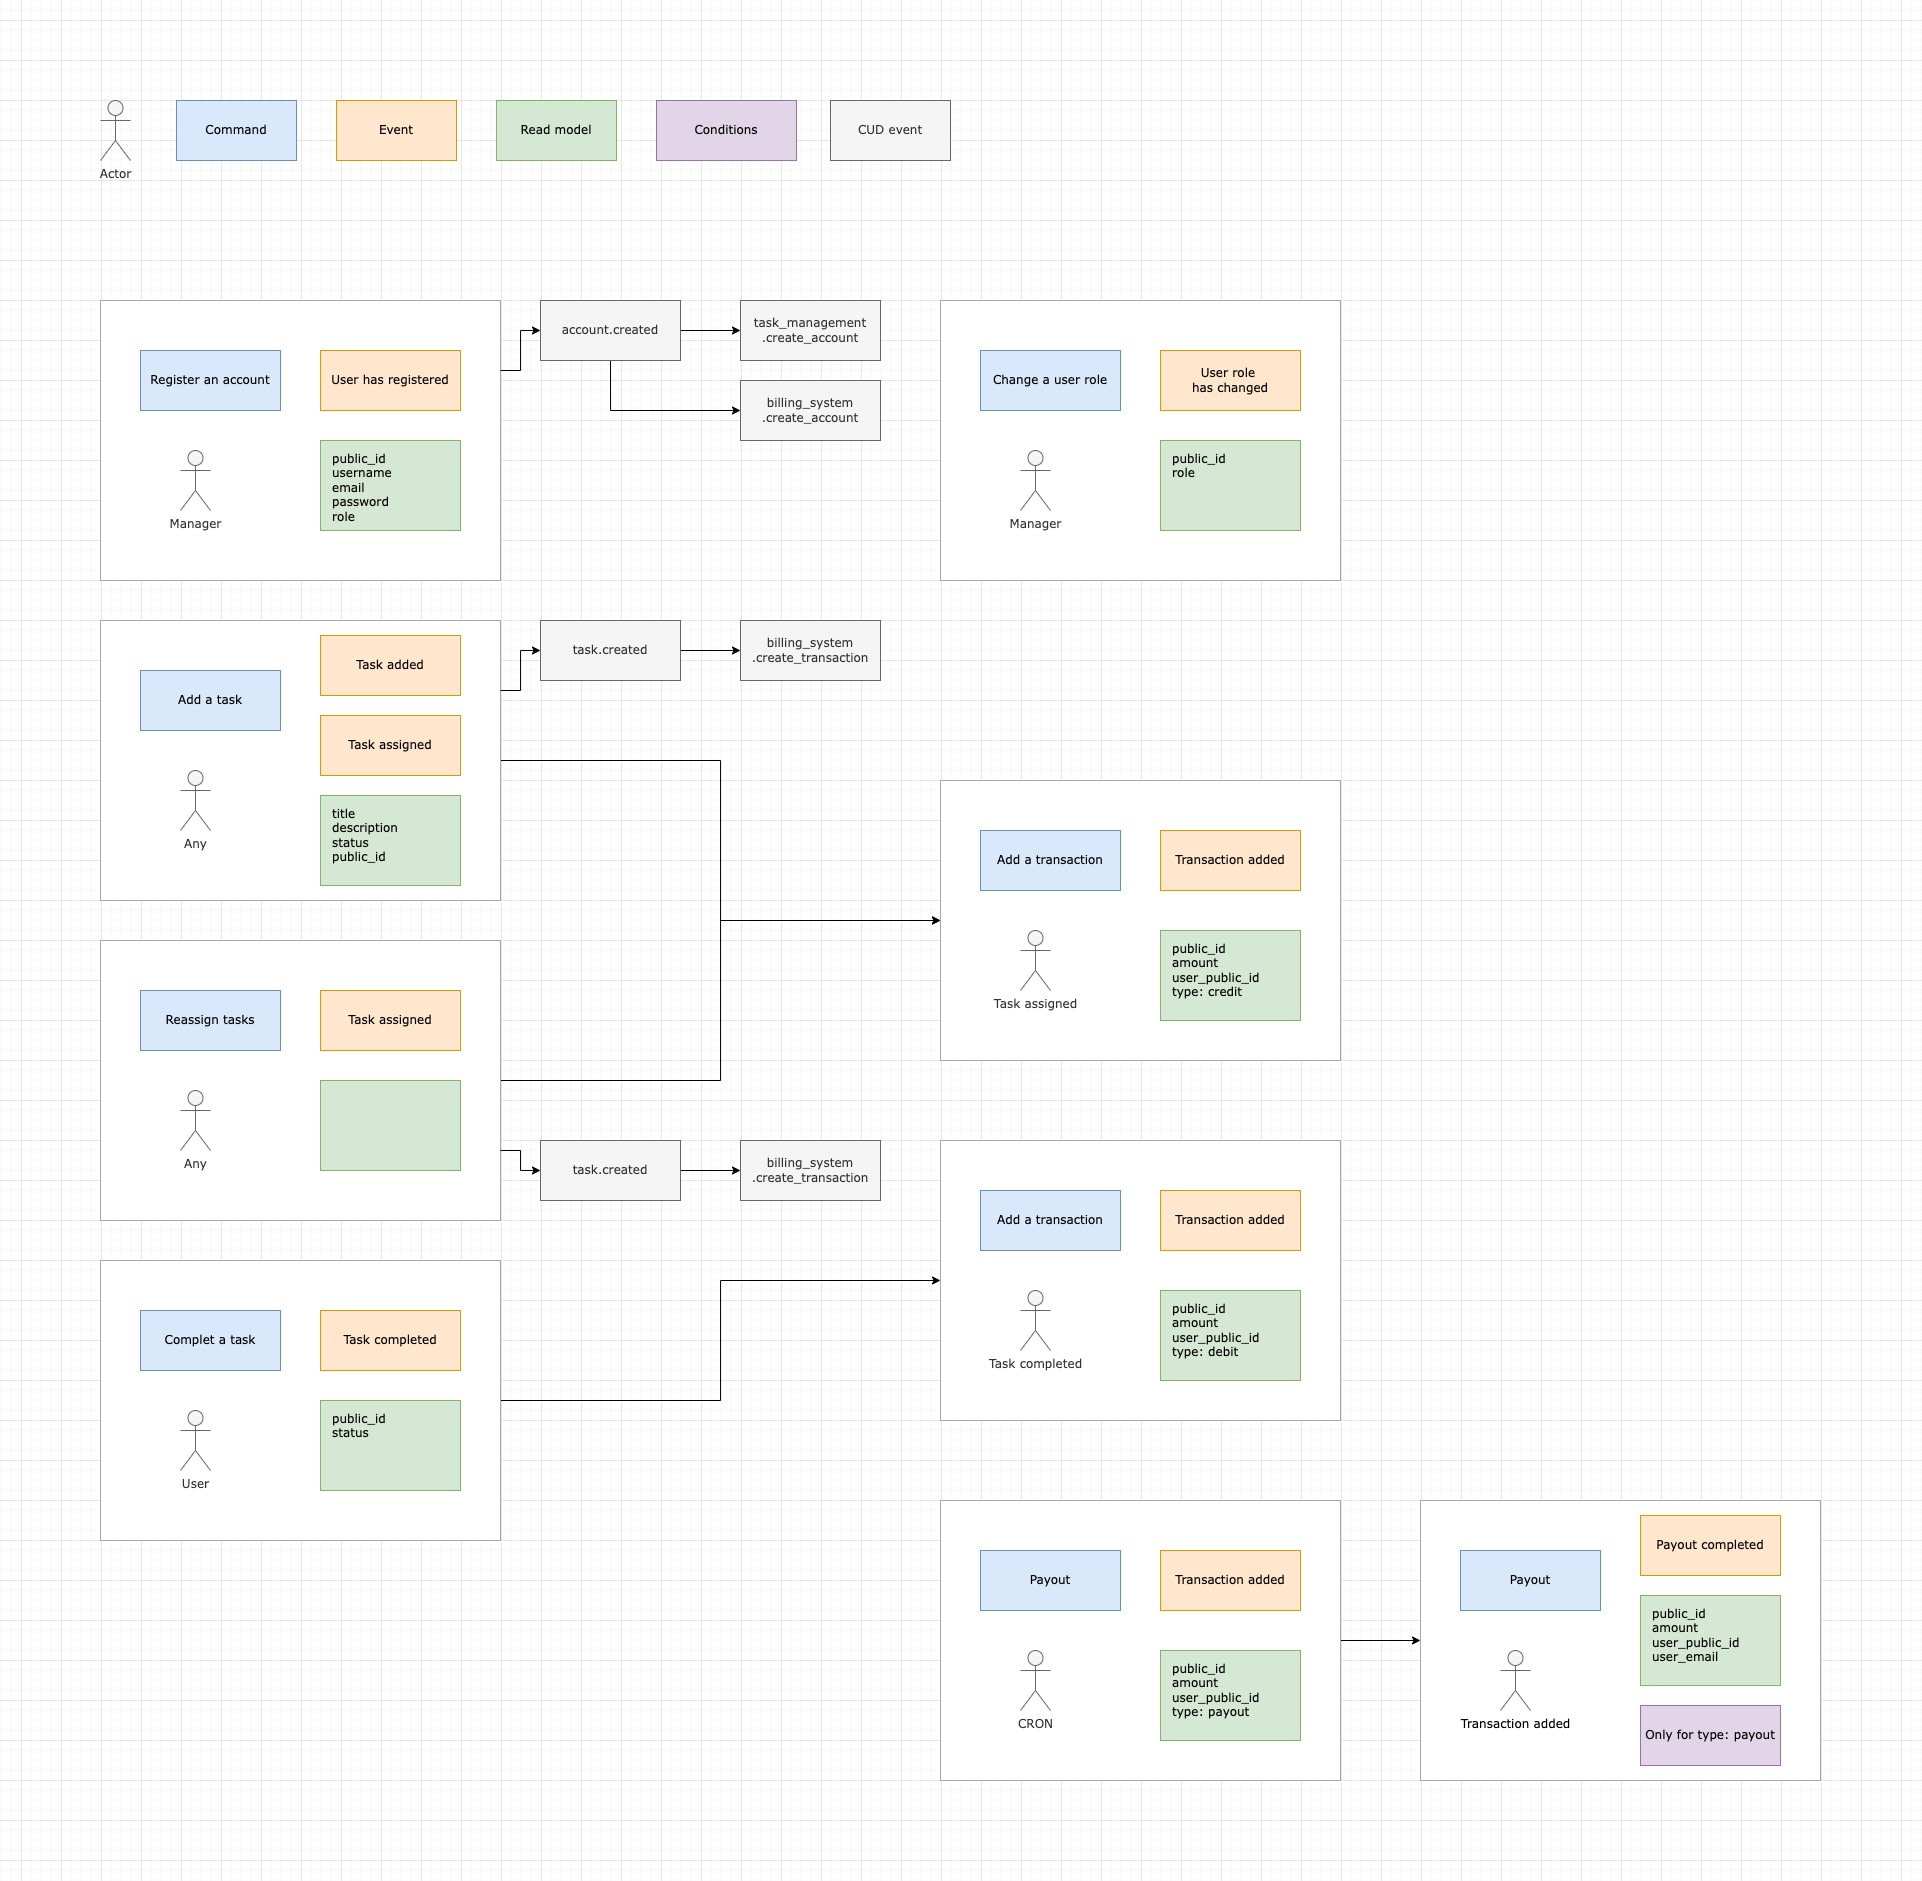 Actor
Command
Event
Read model
Conditions
CUD event
Register an account
User has registered
Manager
public_id
username
email
password
role
account.created
task_management
.create_account
billing_system
.create_account
Change a user role
User role
has changed
Manager
public_id
role
Add a task
Task added
Task assigned
Any
title
description
status
public_id
task.created
billing_system
.create_transaction
Add a transaction
Transaction added
Task assigned
public_id
amount
user_public_id
type: credit
Reassign tasks
Task assigned
Any
task.created
billing_system
.create_transaction
Add a transaction
Transaction added
Task completed
public_id
amount
user_public_id
type: debit
Complet a task
Task completed
User
public_id
status
Payout
Transaction added
CRON
public_id
amount
user_public_id
type: payout
Payout
Payout completed
Transaction added
public_id
amount
user_public_id
user_email
Only for type: payout